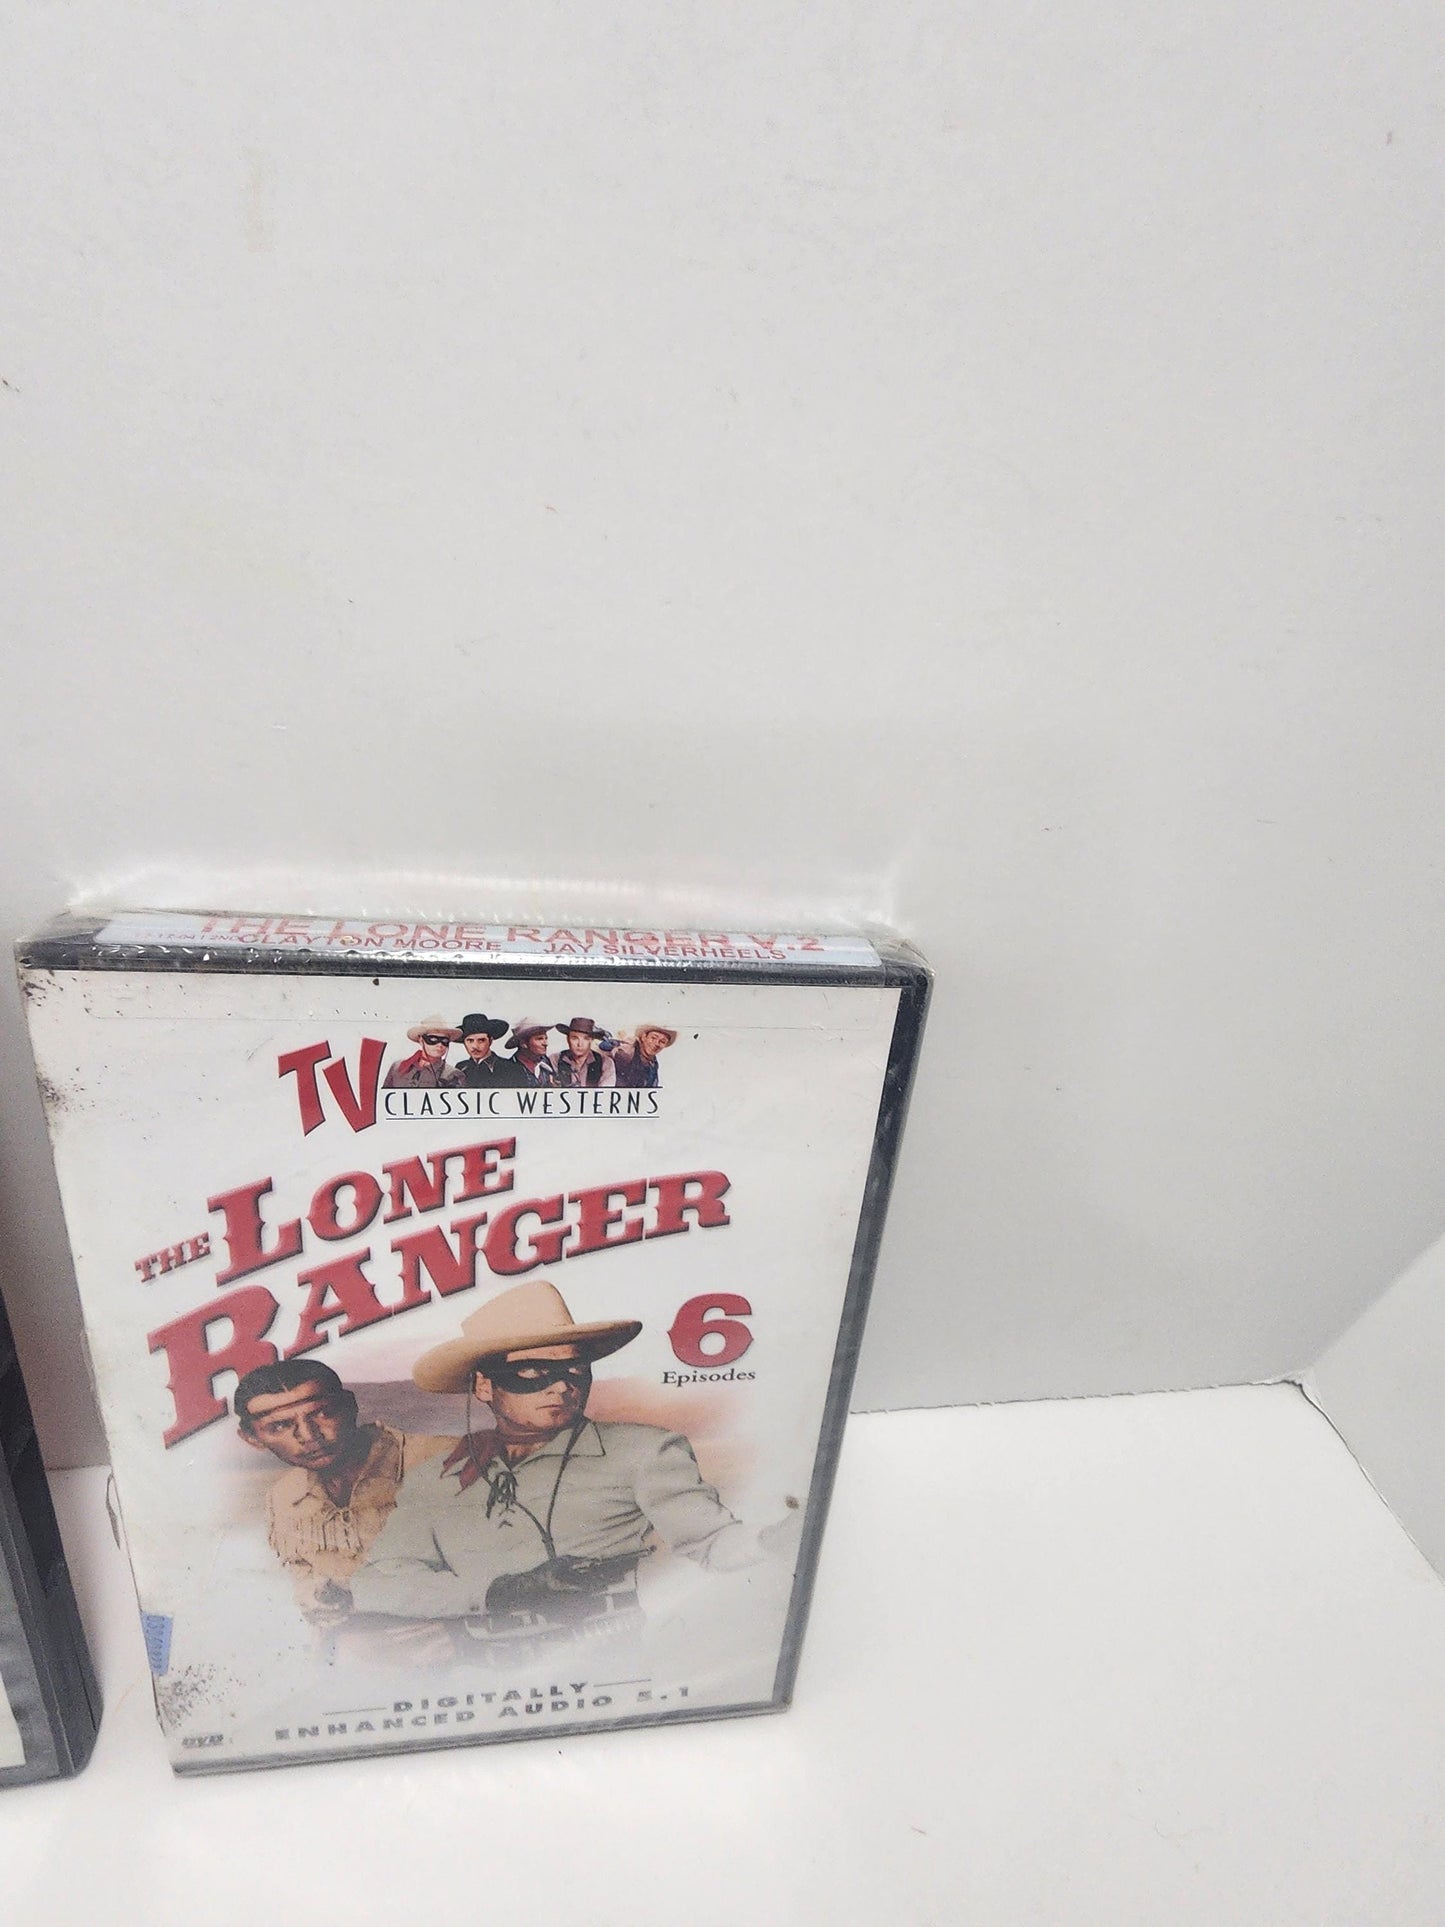 THE LONE RANGER V.2
CLAYTON MOORE JAY SILVERHEELS
TV
CLASSIC WESTERNS
THE LONE
RANGER
6
Episodes
DIGITALLY
ENHANCED AUDIO 5.1
DVD